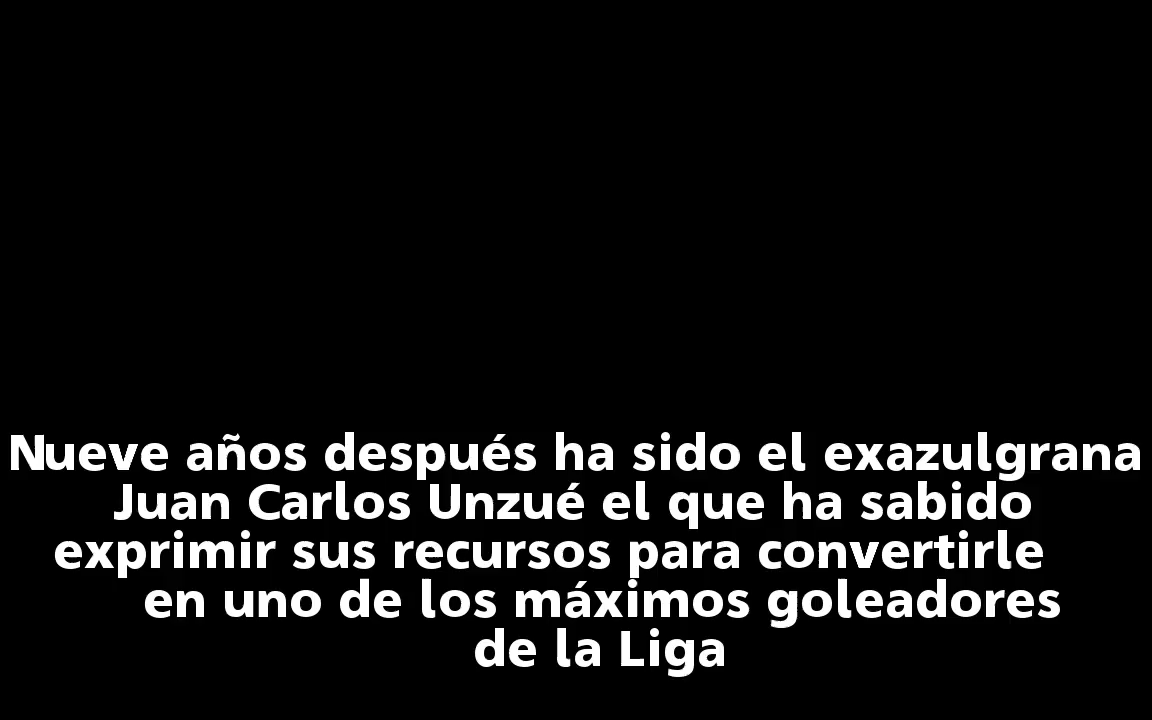 Nueve años después ha sido el exazulgrana
Juan Carlos Unzué el que ha sabido
exprimir sus recursos para convertirle
en uno de los máximos goleadores
de la Liga